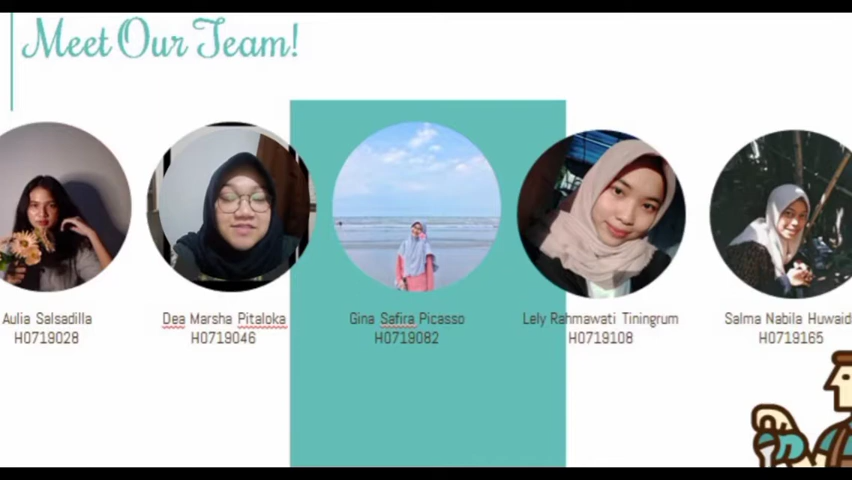 Meet Our Team!
Aulia Salsadilla
H0719028
Dea Marsha Pitaloka
H0719046
Gina Safira Picasso
H0719082
Lely Rahmawati Tiningrum
H0719108
Salma Nabila Huwaid
H0719165